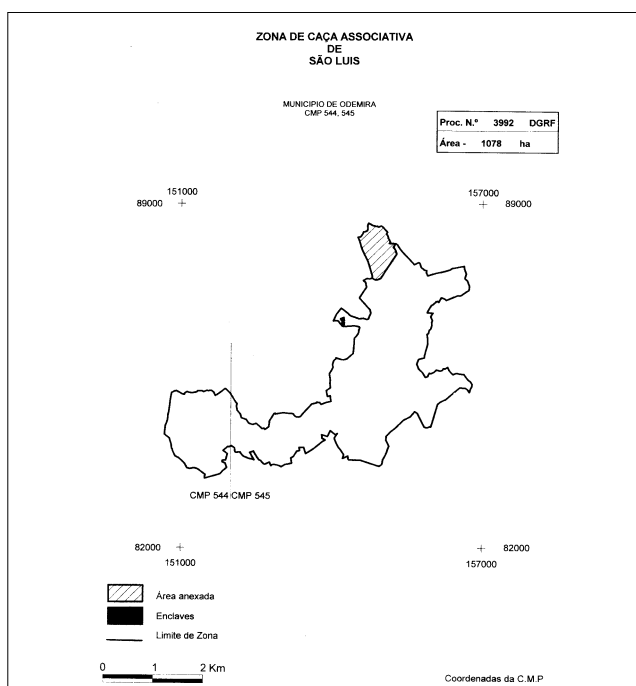 ZONA DE CAÇA ASSOCIATIVA
DE
SÃO LUIS
MUNICIPIO DE ODEMIRA
CMP 544, 545
Proc. N.º 3992 DGRF
Área - 1078 ha
151000
89000
157000
89000
CMP 544 CMP 545
82000
151000
82000
157000
Área anexada
Enclaves
Limite de Zona
0 1 2 Km
Coordenadas da C.M.P